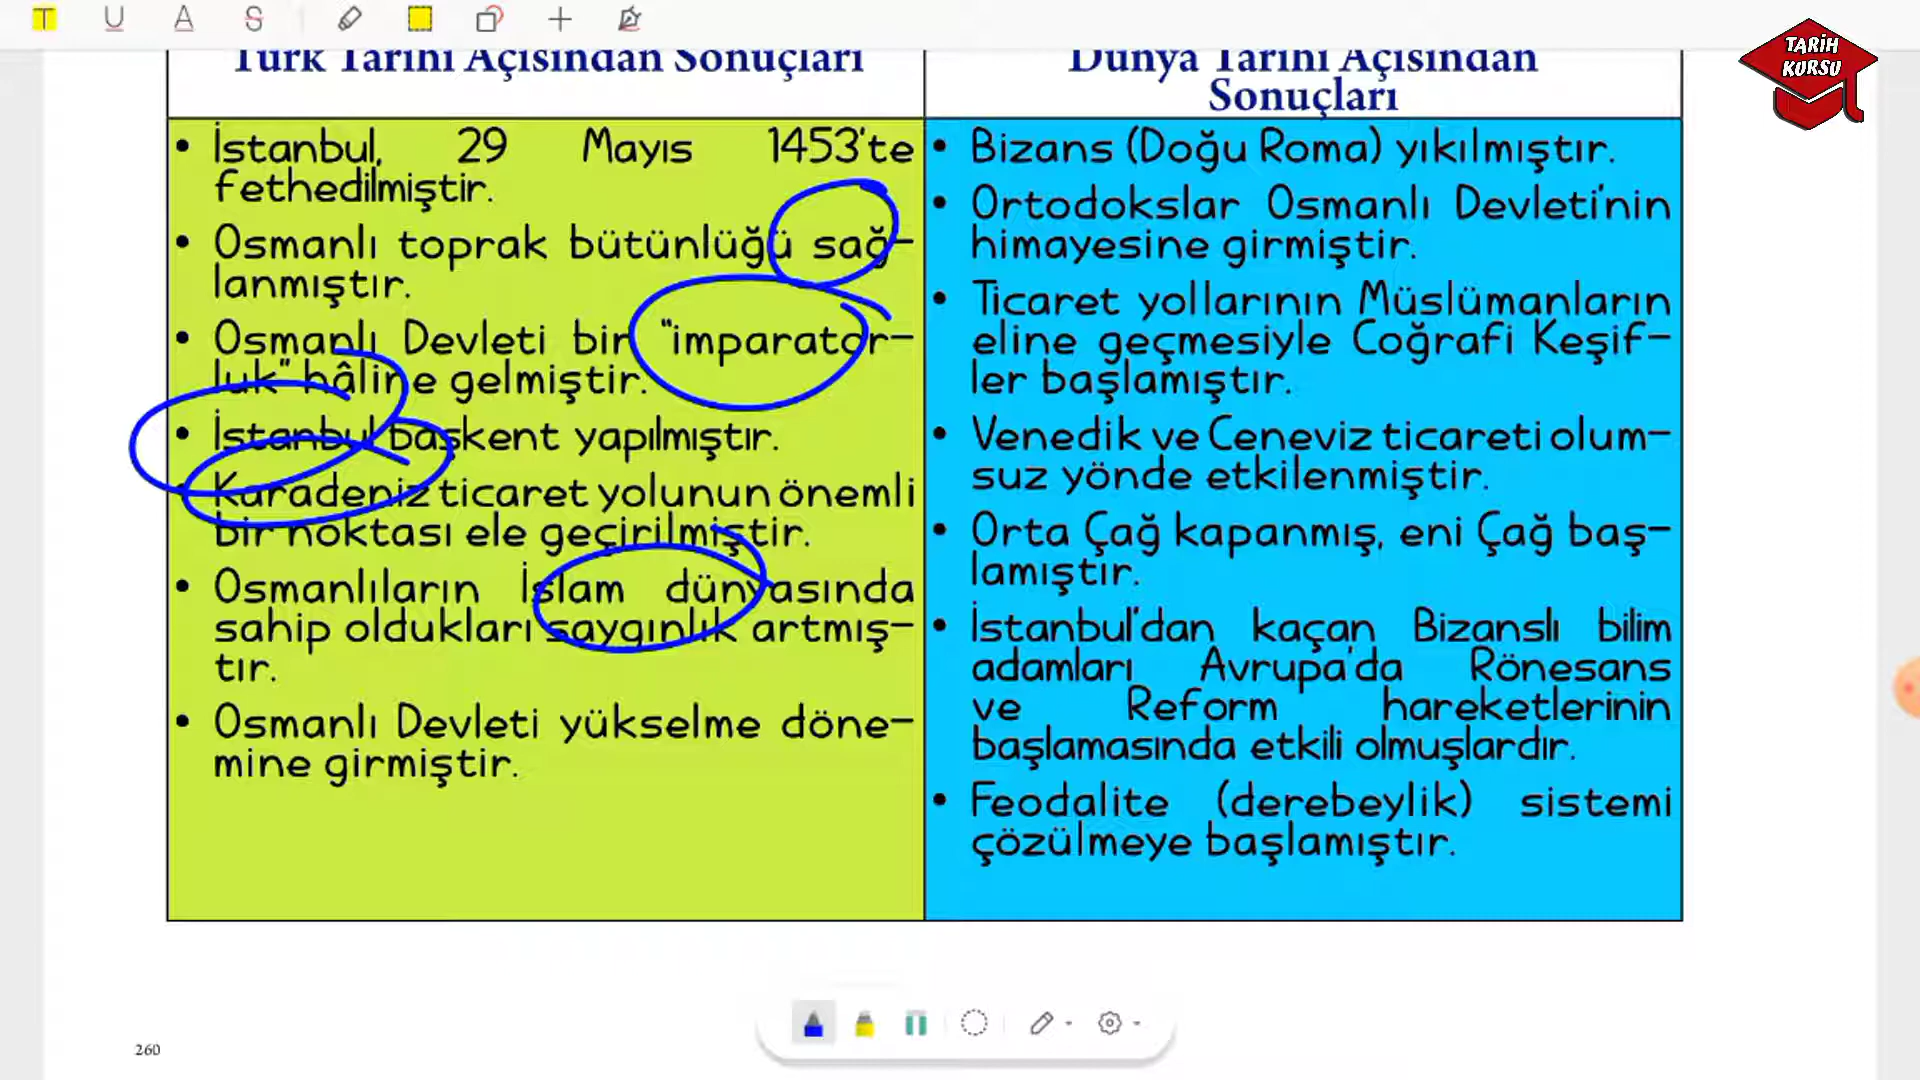 TARİH
KURSU
Türk Tarihi Açısından Sonuçları
Dünya Tarihi Açısından
Sonuçları
• İstanbul, 29 Mayıs 1453'te
fethedilmiştir.
• Osmanlı toprak bütünlüğü sağ-
lanmıştır.
• Osmanlı Devleti bir "imparator-
luk" hâline gelmiştir.
• İstanbul başkent yapılmıştır.
• Karadeniz ticaret yolunun önemli
bir noktası ele geçirilmiştir.
• Osmanlıların İslam dünyasında
sahip oldukları saygınlık artmış-
tır.
• Osmanlı Devleti yükselme döne-
mine girmiştir.
• Bizans (Doğu Roma) yıkılmıştır.
• Ortodokslar Osmanlı Devleti'nin
himayesine girmiştir.
• Ticaret yollarının Müslümanların
eline geçmesiyle Coğrafi Keşif-
ler başlamıştır.
• Venedik ve Ceneviz ticareti olum-
suz yönde etkilenmiştir.
• Orta Çağ kapanmış, eni Çağ baş-
lamıştır.
• İstanbul'dan kaçan Bizanslı bilim
adamları Avrupa'da Rönesans
ve Reform hareketlerinin
başlamasında etkili olmuşlardır.
• Feodalite (derebeylik) sistemi
çözülmeye başlamıştır.
260